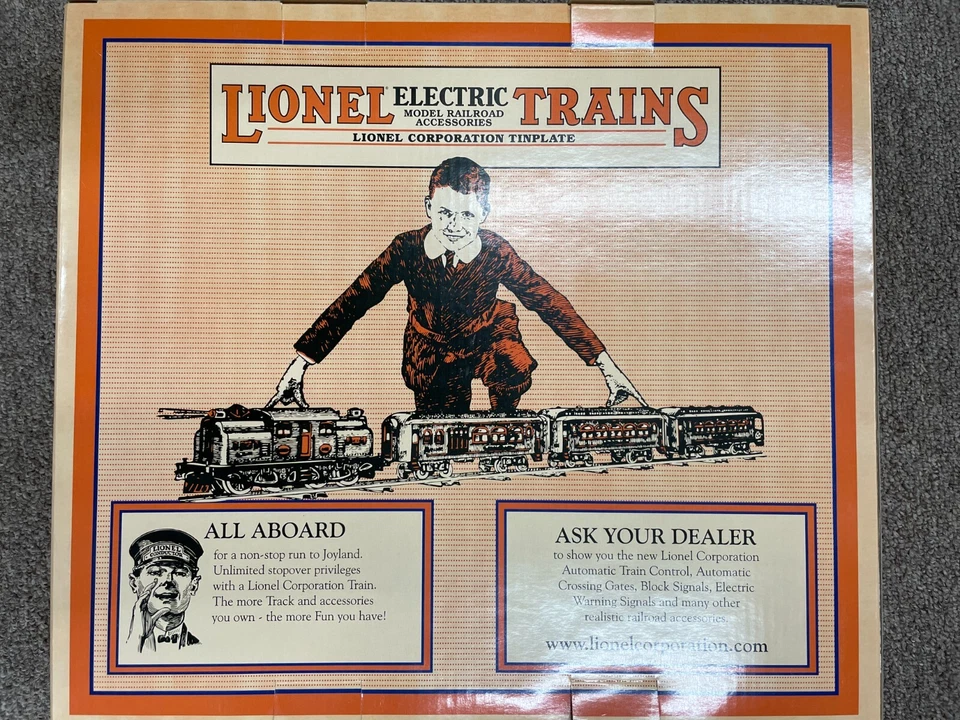 LIONEL ELECTRIC TRAINS
MODEL RAILROAD
ACCESSORIES
LIONEL CORPORATION TINPLATE
LIONEL
CONDUCTOR
ALL ABOARD
for a non-stop run to Joyland.
Unlimited stopover privileges
with a Lionel Corporation Train.
The more Track and accessories
you own - the more Fun you have!
ASK YOUR DEALER
to show you the new Lionel Corporation
Automatic Train Control, Automatic
Crossing Gates, Block Signals, Electric
Warning Signals and many other
realistic railroad accessories.
www.lionelcorporation.com